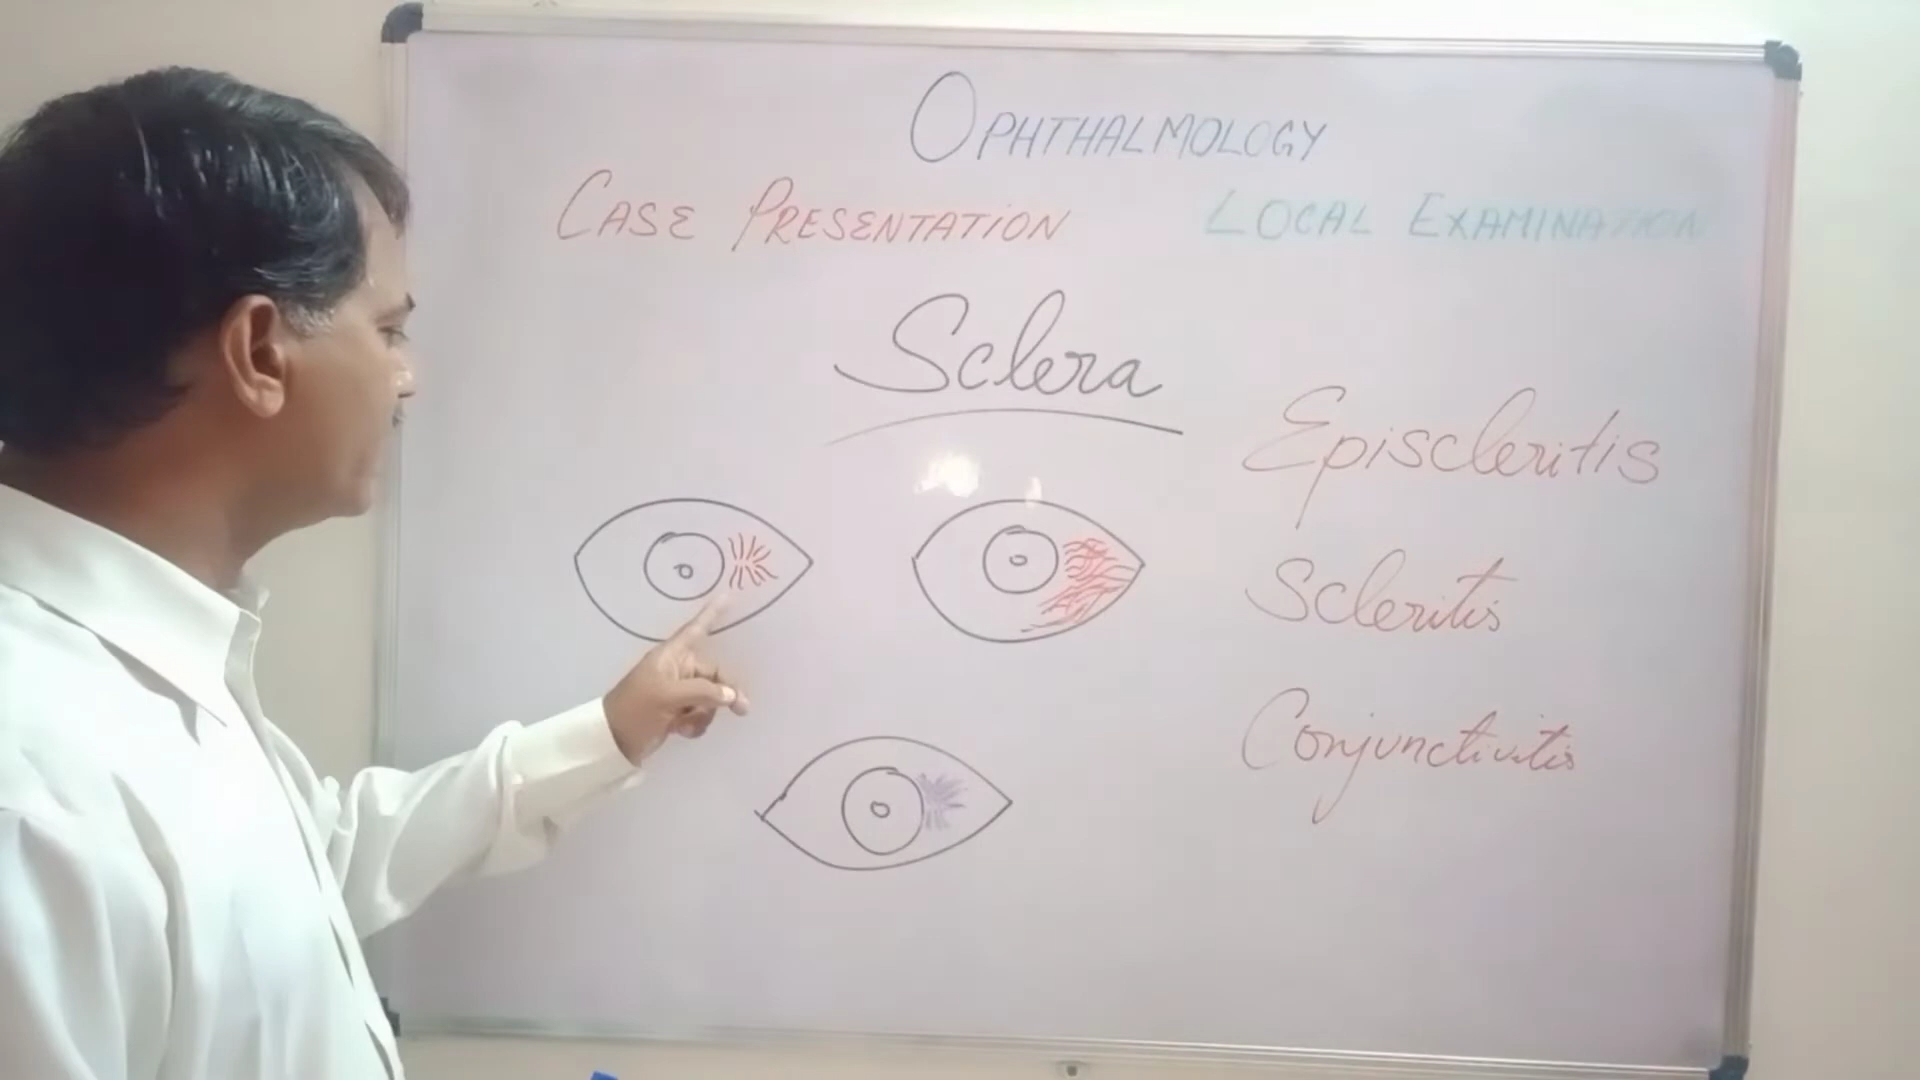 OPHTHALMOLOGY
CASE PRESENTATION LOCAL EXAMINATION
Sclera
Episcleritis
Scleritis
Conjunctivitis